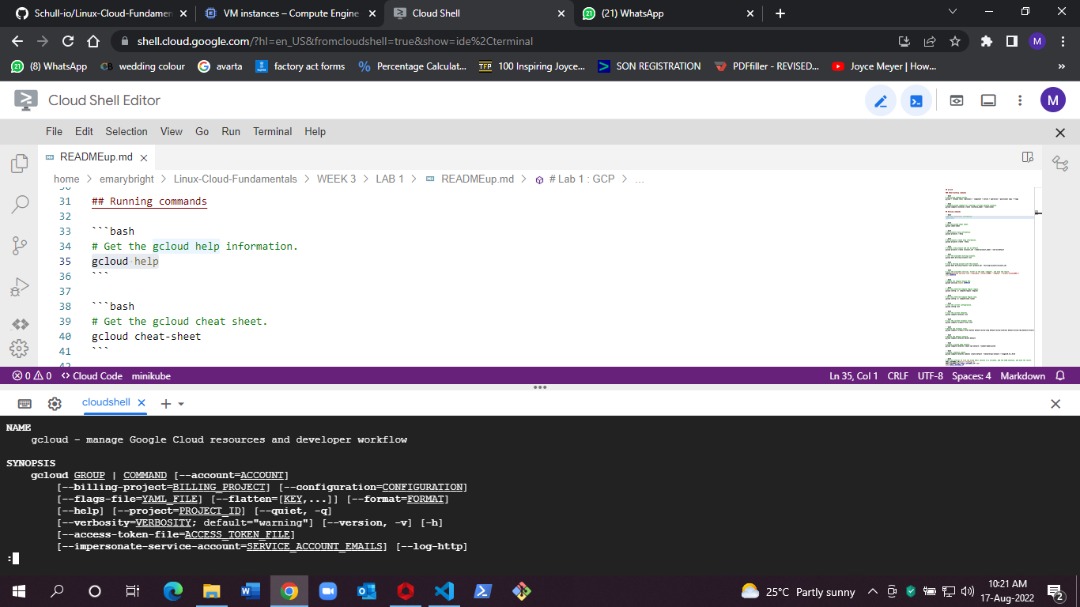 Schull-io/Linux-Cloud-Fundamen
VM instances – Compute Engine
Cloud Shell
(21) WhatsApp
shell.cloud.google.com/?hl=en_US&fromcloudshell=true&show=ide%2Cterminal
M
(8) WhatsApp
wedding colour
avarta
factory act forms
Percentage Calculat...
100 Inspiring Joyce...
SON REGISTRATION
PDFfiller - REVISED...
Joyce Meyer | How...
»
Cloud Shell Editor
M
File Edit Selection View Go Run Terminal Help
READMEup.md
home > emarybright > Linux-Cloud-Fundamentals > WEEK 3 > LAB 1 > READMEup.md > # Lab 1 : GCP > ...
31 ## Running commands
32
33 ```bash
34 # Get the gcloud help information.
35 gcloud help
36 ```
37
38 ```bash
39 # Get the gcloud cheat sheet.
40 gcloud cheat-sheet
41 ```
0 0 Cloud Code minikube
Ln 35, Col 1 CRLF UTF-8 Spaces: 4 Markdown
cloudshell
NAME
gcloud - manage Google Cloud resources and developer workflow
SYNOPSIS
gcloud GROUP | COMMAND [--account=ACCOUNT]
[--billing-project=BILLING_PROJECT] [--configuration=CONFIGURATION]
[--flags-file=YAML_FILE] [--flatten=[KEY,...]] [--format=FORMAT]
[--help] [--project=PROJECT_ID] [--quiet, -q]
[--verbosity=VERBOSITY; default="warning"] [--version, -v] [-h]
[--access-token-file=ACCESS_TOKEN_FILE]
[--impersonate-service-account=SERVICE_ACCOUNT_EMAILS] [--log-http]
:
25°C Partly sunny
10:21 AM
17-Aug-2022
2